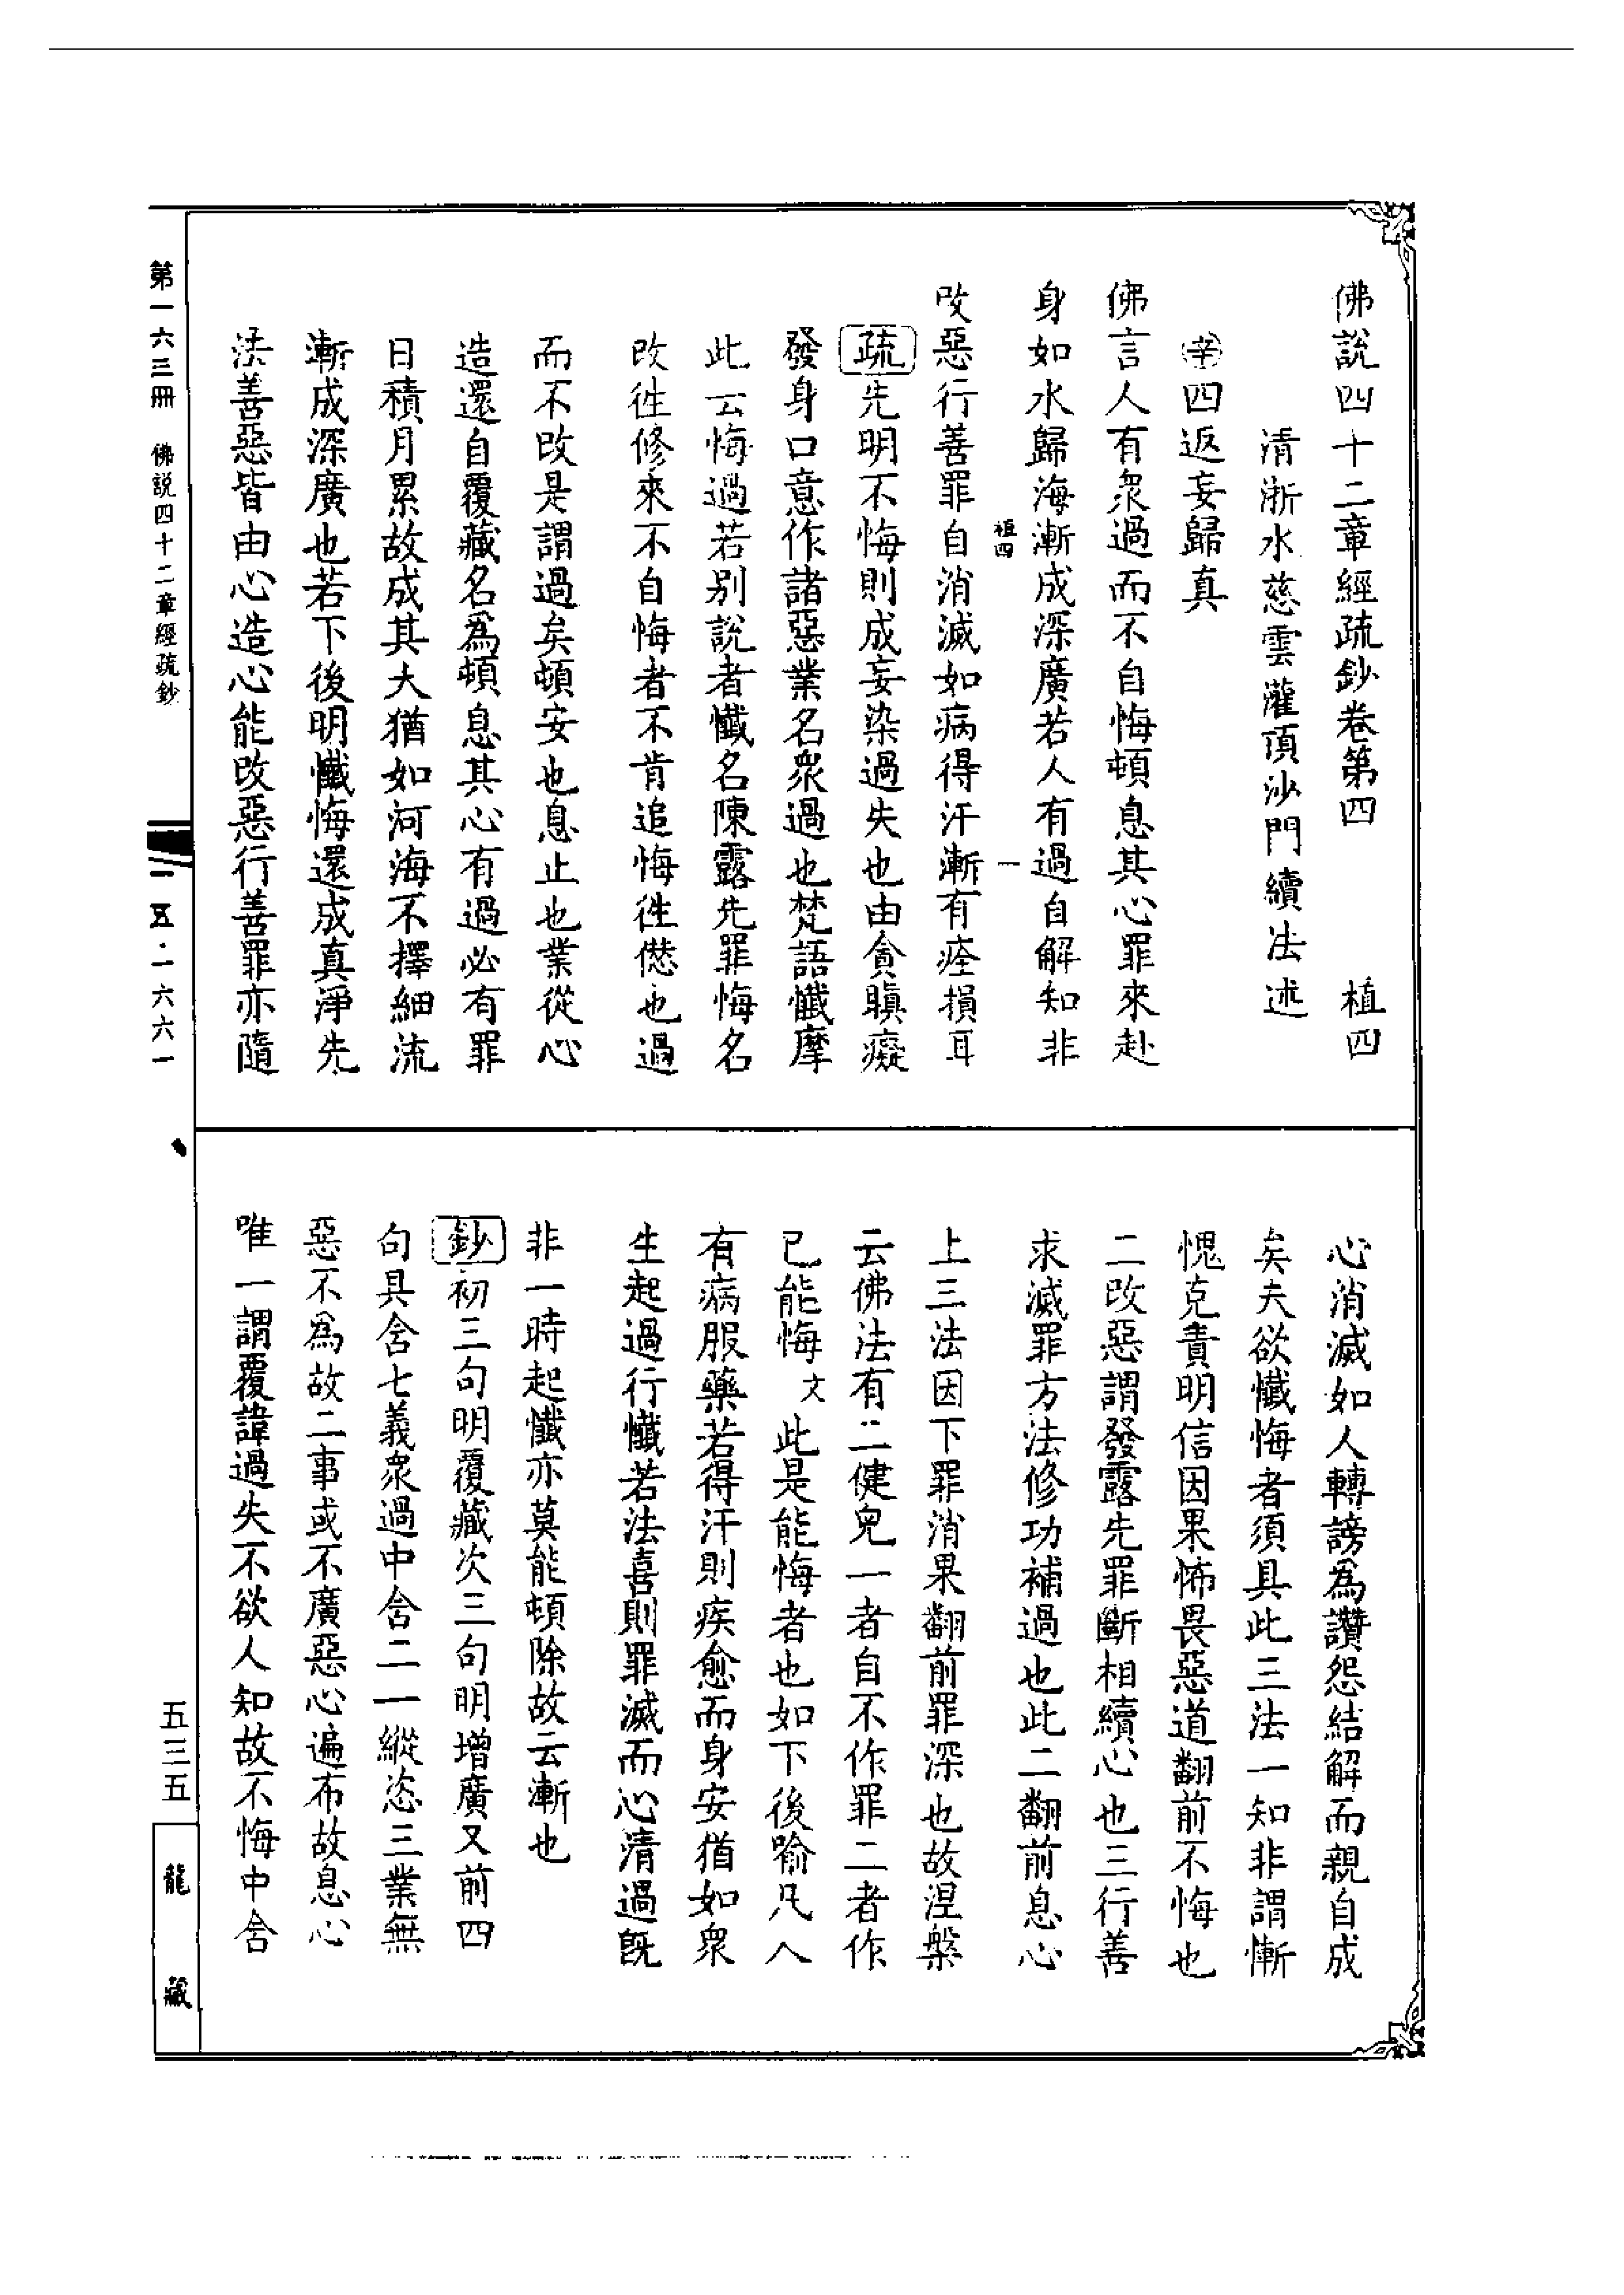 佛說四十二章經疏鈔卷第四　植四
清浙水慈雲灌頂沙門續法述
㊛四返妄歸真
佛言人有衆過而不自悔頓息其心罪來赴
身如水歸海漸成深廣若人有過自解知非
植四　一
改惡行善罪自消滅如病得汗漸有痊損耳
疏先明不悔則成妄染過失也由貪瞋癡
發身口意作諸惡業名衆過也梵語懺摩
此云悔過若别說者懺名陳露先罪悔名
改徃修來不自悔者不肯追悔徃愆也過
而不改是謂過矣頓安也息止也業從心
造還自覆藏名爲頓息其心有過必有罪
日積月累故成其大猶如河海不擇細流
漸成深廣也若下後明懺悔還成真淨先
法善惡皆由心造心能改惡行善罪亦隨
心消滅如人轉謗爲讚怨結解而親自成
矣夫欲懺悔者須具此三法一知非謂慚
愧克責明信因果怖畏惡道翻前不悔也
二改惡謂發露先罪斷相續心也三行善
求滅罪方法修功補過也此二翻前息心
上三法因下罪消果翻前罪深也故涅槃
云佛法有二健兒一者自不作罪二者作
已能悔文此是能悔者也如下後喻凡人
有病服藥若得汗則疾愈而身安猶如衆
生起過行懺若法喜則罪滅而心清過既
非一時起懺亦莫能頓除故云漸也
鈔初三句明覆藏次三句明增廣又前四
句具含七義衆過中含二一縱恣三業無
惡不爲故二事或不廣惡心遍布故息心
唯一謂覆諱過失不欲人知故不悔中含
第一六三冊　佛說四十二章經疏鈔
五·一六六一
五三五
龍藏